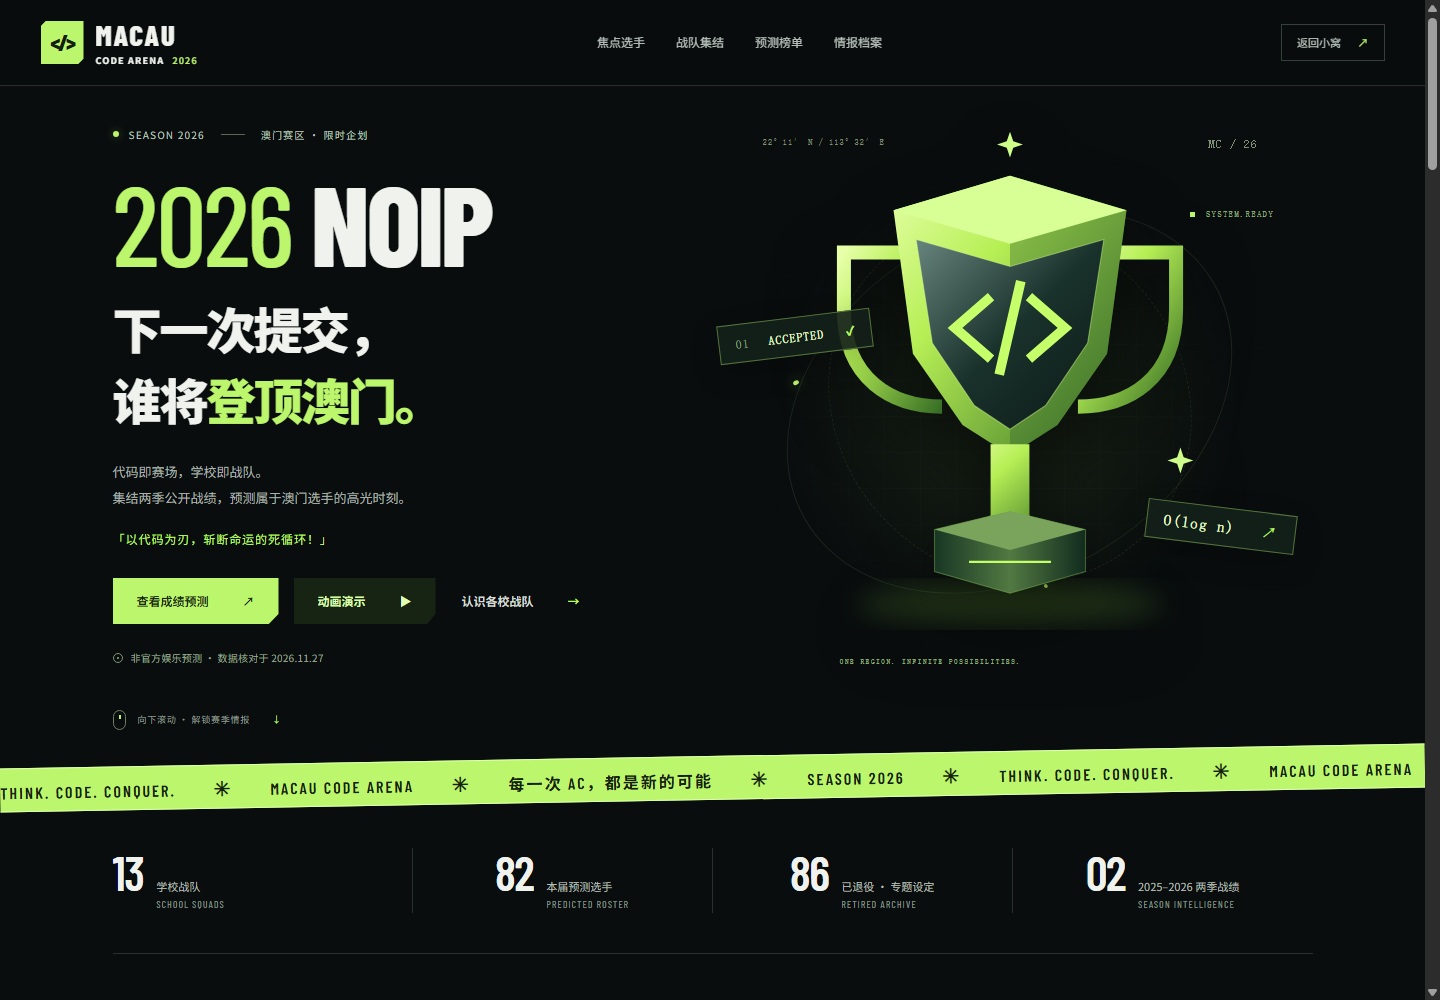 </>
MACAU
CODE ARENA 2026
焦点选手
战队集结
预测榜单
情报档案
返回小窝 ↗
SEASON 2026 —— 澳门赛区 · 限时企划
2026 NOIP
下一次提交，
谁将登顶澳门。
代码即赛场，学校即战队。
集结两季公开战绩，预测属于澳门选手的高光时刻。
「以代码为刃，斩断命运的死循环！」
查看成绩预测 ↗
动画演示 ▶
认识各校战队 →
非官方娱乐预测 · 数据核对于 2026.11.27
向下滚动 · 解锁赛季情报 ↓
22° 11′ N / 113° 32′ E
MC / 26
SYSTEM.READY
01 ACCEPTED ✓
</>
O(log n) ↗
ONE REGION. INFINITE POSSIBILITIES.
THINK. CODE. CONQUER. ✳ MACAU CODE ARENA ✳ 每一次 AC，都是新的可能 ✳ SEASON 2026 ✳ THINK. CODE. CONQUER. ✳ MACAU CODE ARENA
13 学校战队
SCHOOL SQUADS
82 本届预测选手
PREDICTED ROSTER
86 已退役 · 专题设定
RETIRED ARCHIVE
02 2025–2026 两季战绩
SEASON INTELLIGENCE